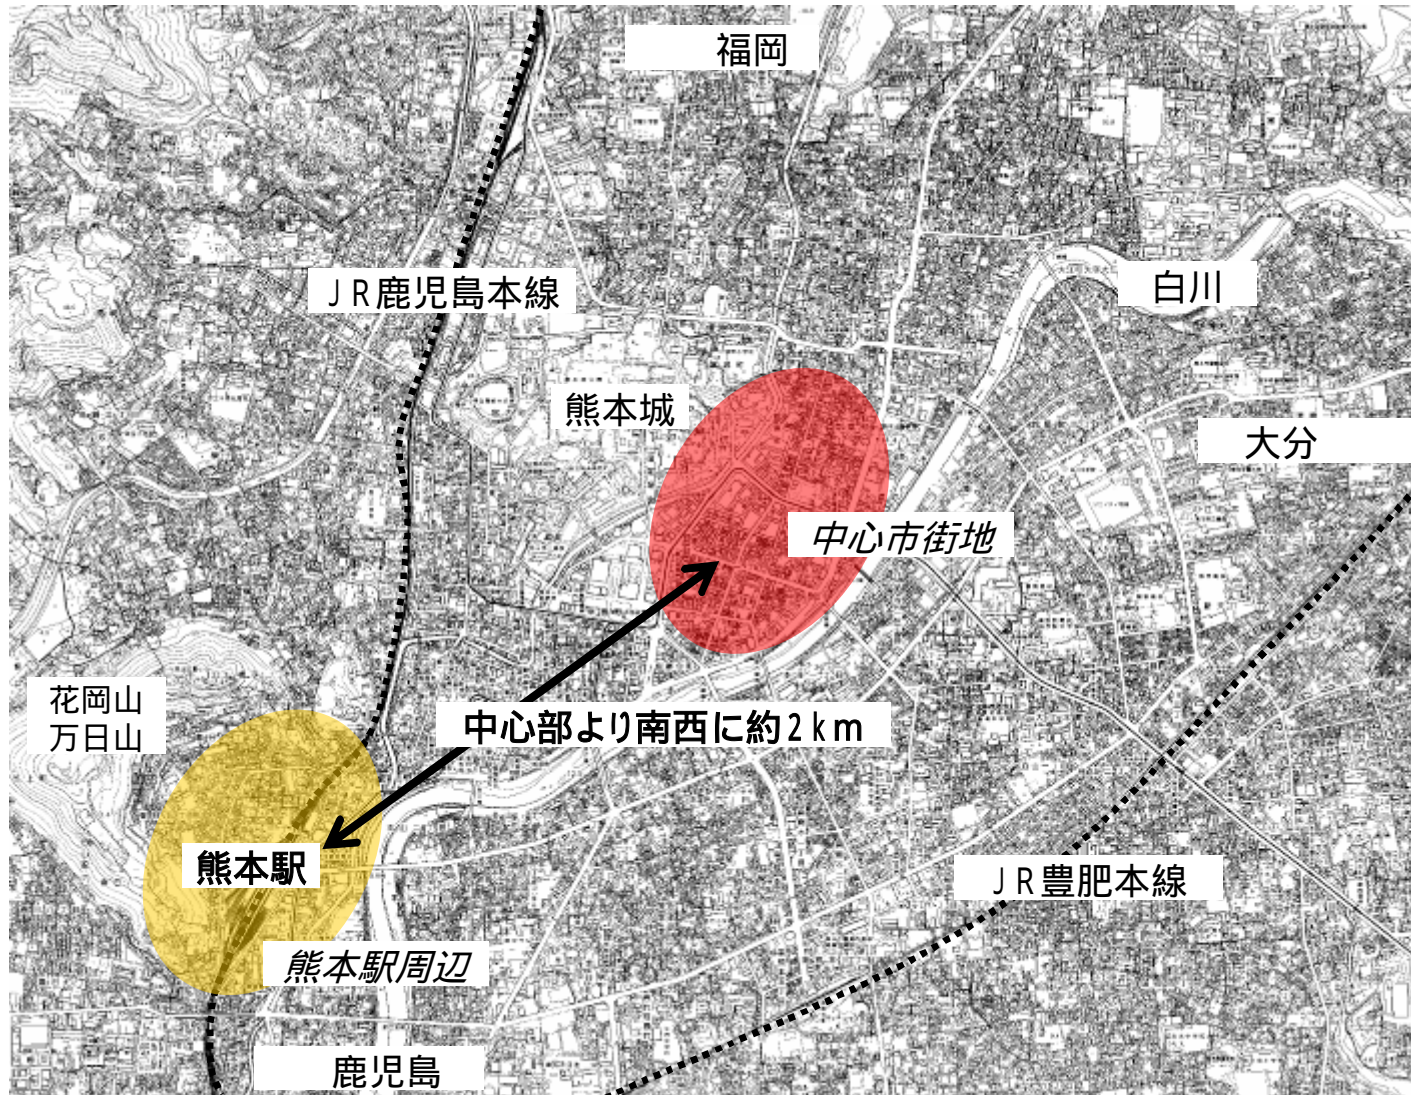 福岡
JR鹿児島本線
白川
熊本城
大分
中心市街地
花岡山
万日山
中心部より南西に約2km
熊本駅
JR豊肥本線
熊本駅周辺
鹿児島